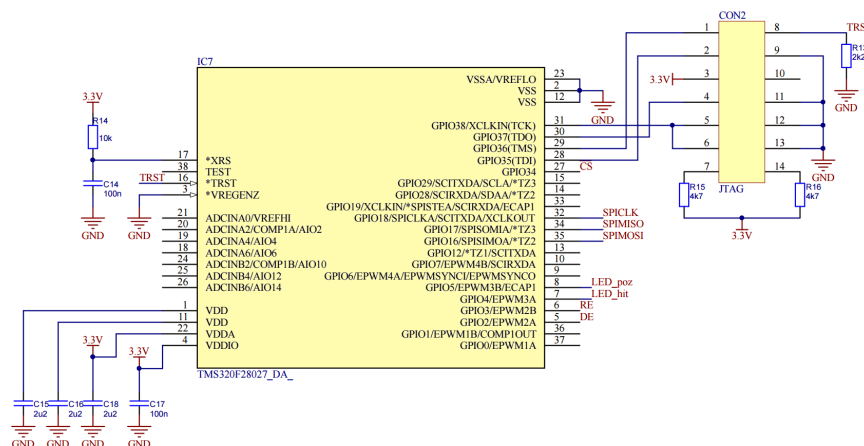 CON2
1 8 TRS
2 9 R13
2k2
3.3V 3 10 GND
4 11
5 12
6 13
GND
7 14
R15 4k7
R16 4k7
JTAG
3.3V
IC7
3.3V
R14
10k
C14
100n
GND
TRST
GND
17 *XRS
38 TEST
16 *TRST
3 *VREGENZ
21 ADCINA0/VREFHI
20 ADCINA2/COMP1A/AIO2
19 ADCINA4/AIO4
18 ADCINA6/AIO6
24 ADCINB2/COMP1B/AIO10
25 ADCINB4/AIO12
26 ADCINB6/AIO14
1 VDD
11 VDD
22 VDDA
4 VDDIO
VSSA/VREFLO 23
VSS 2
VSS 12
GND
GPIO38/XCLKIN(TCK) 31
GPIO37(TDO) 30
GPIO36(TMS) 29
GPIO35(TDI) 28
GPIO34 27 CS
GPIO29/SCITXDA/SCLA/*TZ3 15
GPIO28/SCIRXDA/SDAA/*TZ2 14
GPIO19/XCLKIN/*SPISTEA/SCIRXDA/ECAP1 33
GPIO18/SPICLKA/SCITXDA/XCLKOUT 32 SPICLK
GPIO17/SPISOMIA/*TZ3 34 SPIMISO
GPIO16/SPISIMOA/*TZ2 35 SPIMOSI
GPIO12/*TZ1/SCITXDA 13
GPIO7/EPWM4B/SCIRXDA 10
GPIO6/EPWM4A/EPWMSYNCI/EPWMSYNCO 9
GPIO5/EPWM3B/ECAP1 8 LED_poz
GPIO4/EPWM3A 7 LED_hit
GPIO3/EPWM2B 6 RE
GPIO2/EPWM2A 5 DE
GPIO1/EPWM1B/COMP1OUT 36
GPIO0/EPWM1A 37
TMS320F28027_DA_
3.3V
3.3V
C15 2u2
C16 2u2
C18 2u2
C17 100n
GND GND GND GND